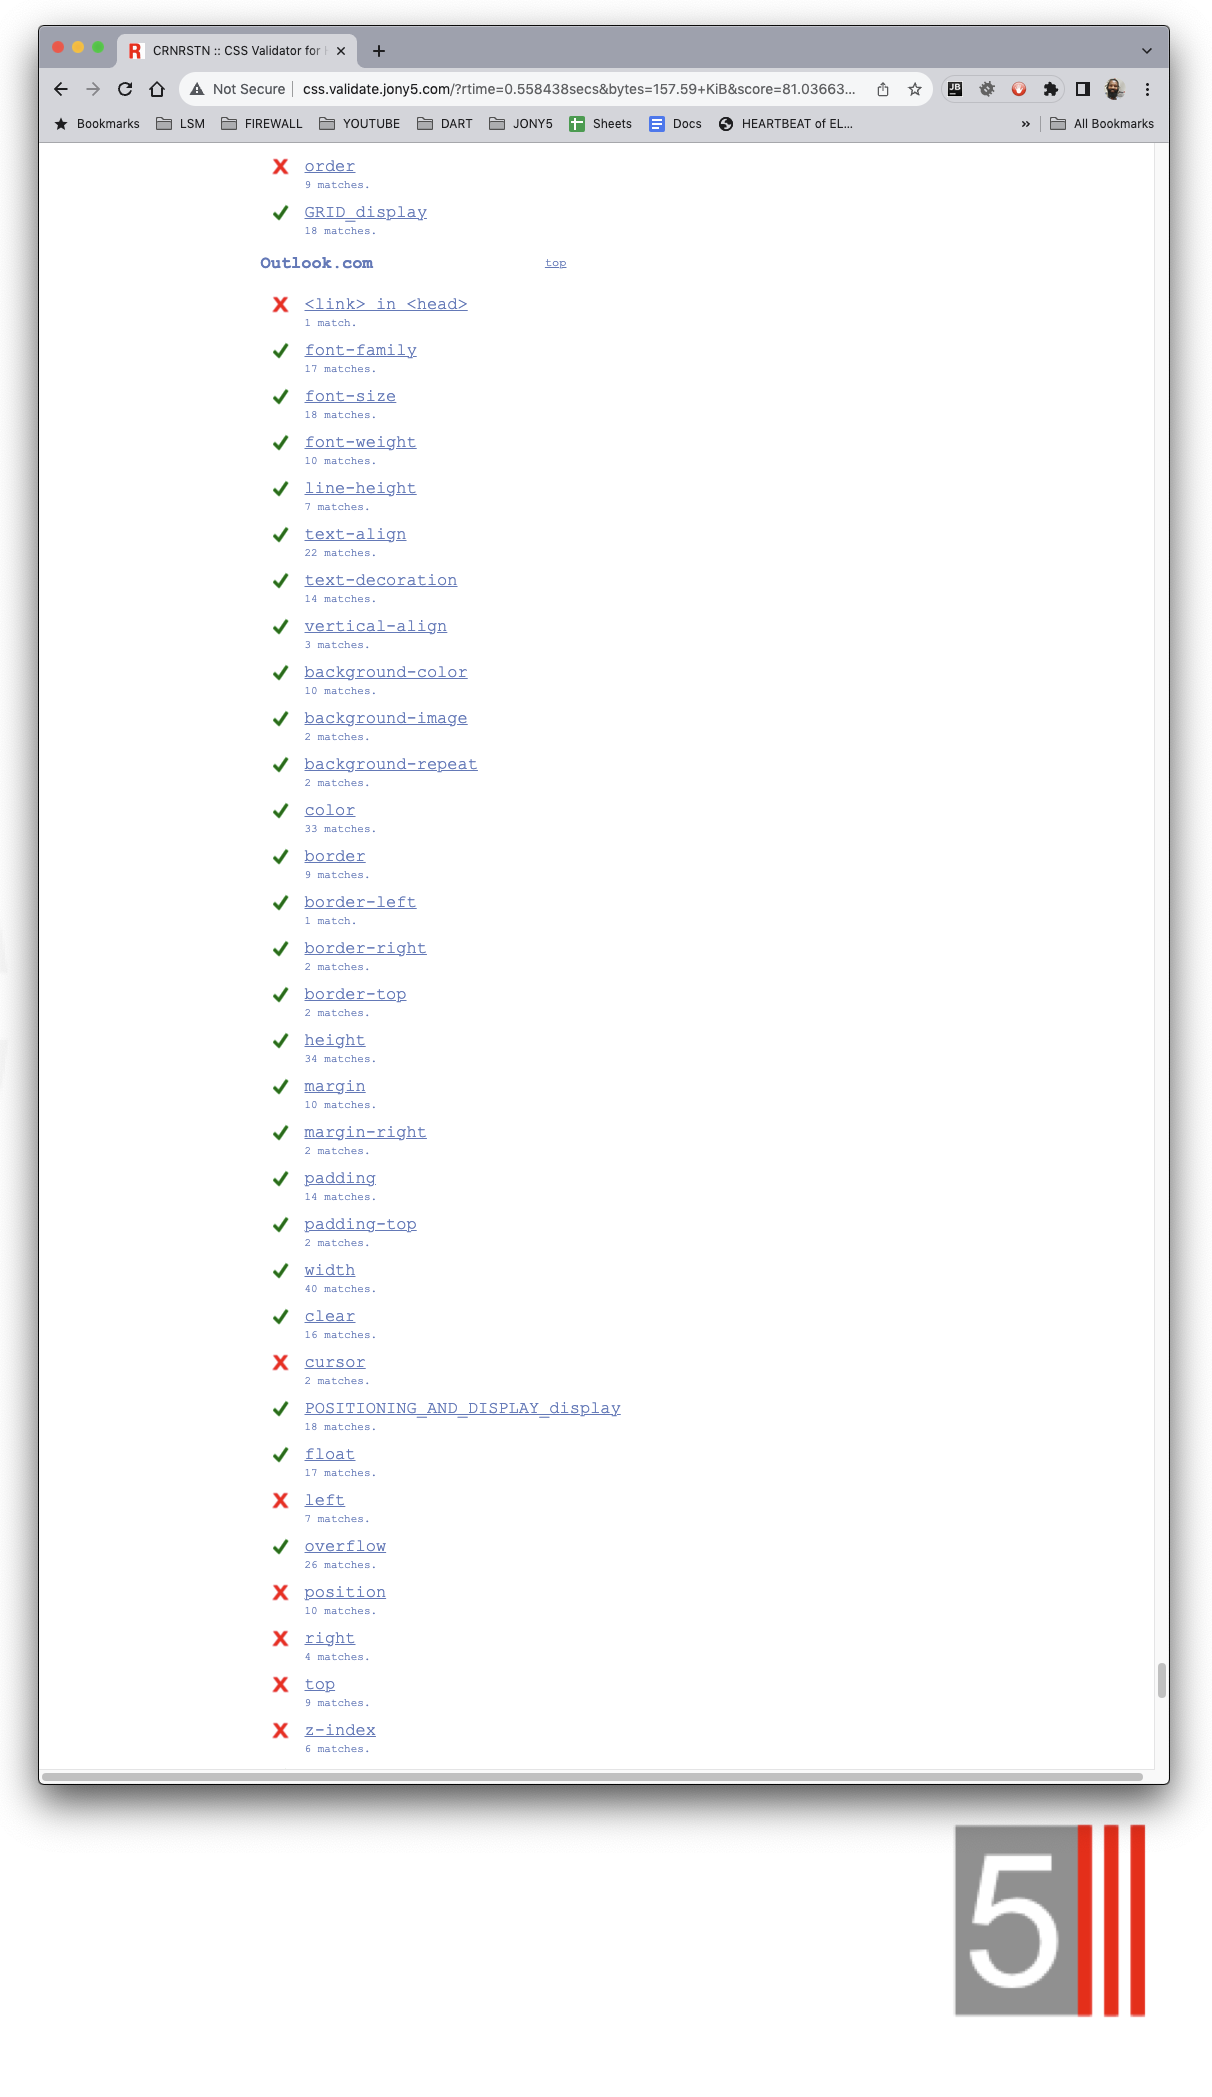 CRNRSTN :: CSS Validator for
Not Secure
css.validate.jony5.com/?rtime=0.558438secs&bytes=157.59+KiB&score=81.03663...
JB
Bookmarks
LSM
FIREWALL
YOUTUBE
DART
JONY5
Sheets
Docs
HEARTBEAT of EL...
»
All Bookmarks
order
9 matches.
GRID_display
18 matches.
Outlook.com
top
<link> in <head>
1 match.
font-family
17 matches.
font-size
18 matches.
font-weight
10 matches.
line-height
7 matches.
text-align
22 matches.
text-decoration
14 matches.
vertical-align
3 matches.
background-color
10 matches.
background-image
2 matches.
background-repeat
2 matches.
color
33 matches.
border
9 matches.
border-left
1 match.
border-right
2 matches.
border-top
2 matches.
height
34 matches.
margin
10 matches.
margin-right
2 matches.
padding
14 matches.
padding-top
2 matches.
width
40 matches.
clear
16 matches.
cursor
2 matches.
POSITIONING_AND_DISPLAY_display
18 matches.
float
17 matches.
left
7 matches.
overflow
26 matches.
position
10 matches.
right
4 matches.
top
9 matches.
z-index
6 matches.
5